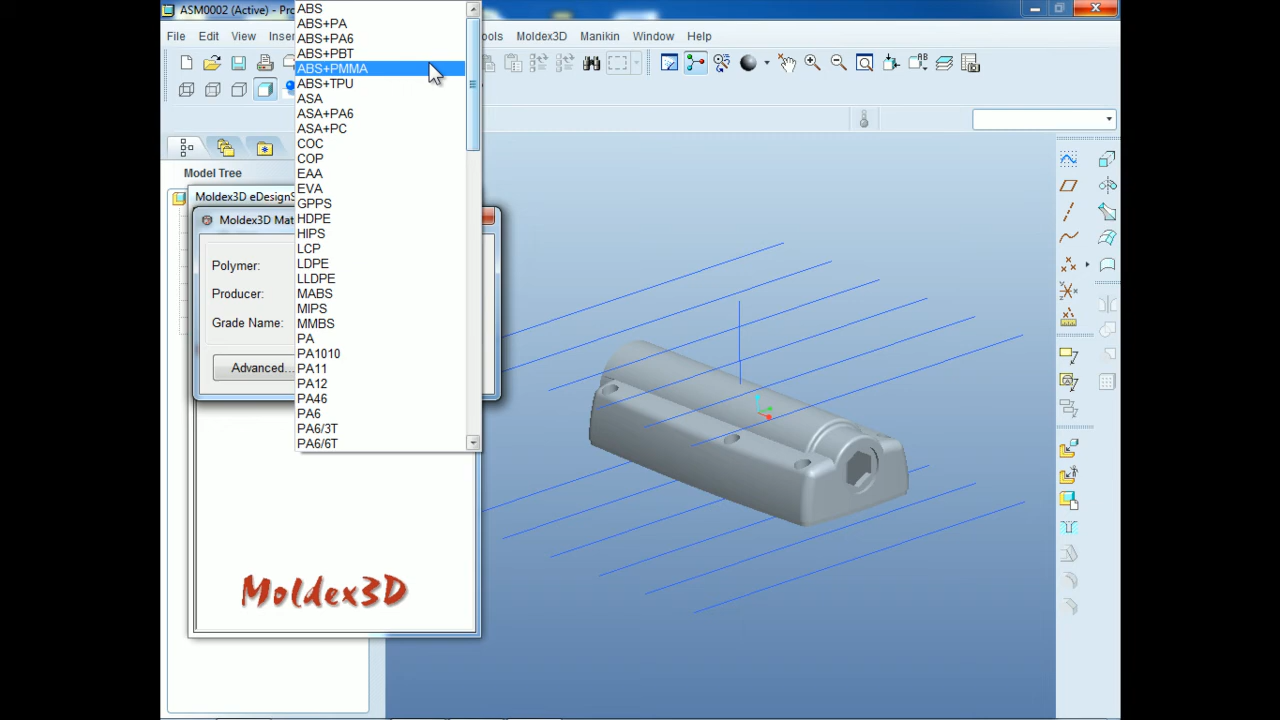 ASM0002 (Active) - Pro
File Edit View Inser ools Moldex3D Manikin Window Help
Model Tree
Moldex3D eDesignS
Moldex3D Mat
Polymer:
Producer:
Grade Name:
Advanced...
ABS
ABS+PA
ABS+PA6
ABS+PBT
ABS+PMMA
ABS+TPU
ASA
ASA+PA6
ASA+PC
COC
COP
EAA
EVA
GPPS
HDPE
HIPS
LCP
LDPE
LLDPE
MABS
MIPS
MMBS
PA
PA1010
PA11
PA12
PA46
PA6
PA6/3T
PA6/6T
Moldex3D